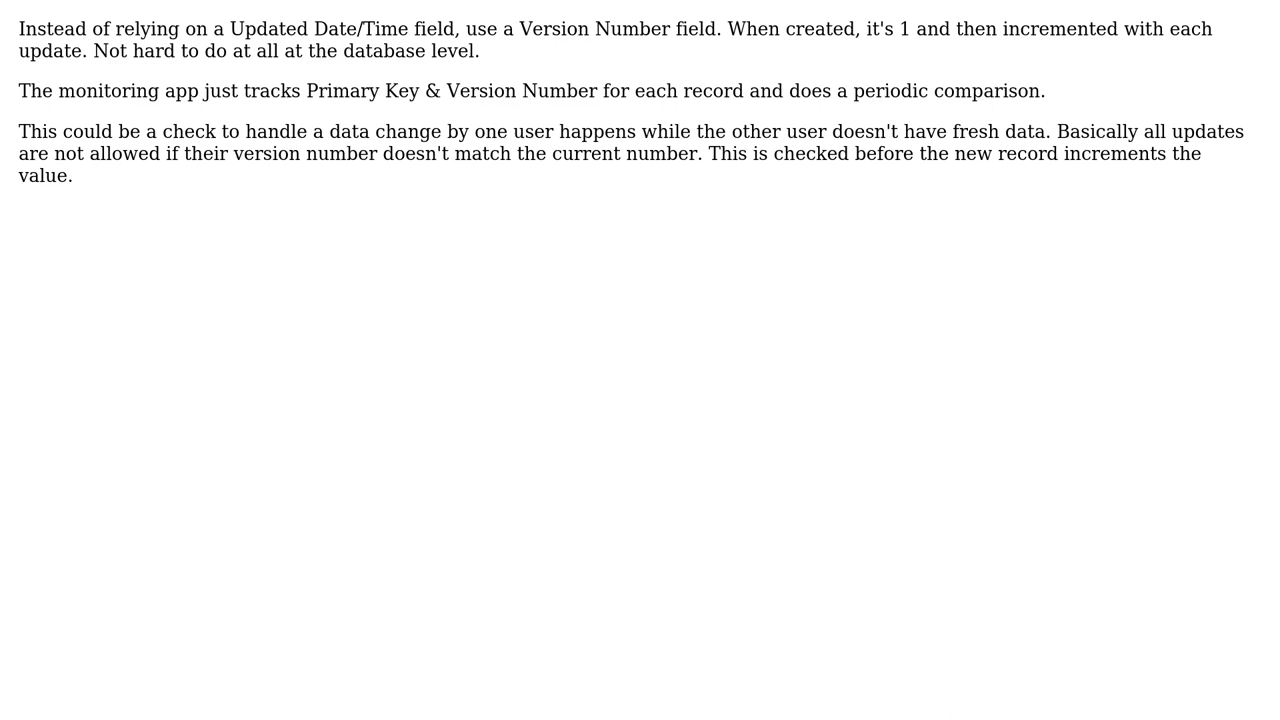 Instead of relying on a Updated Date/Time field, use a Version Number field. When created, it's 1 and then incremented with each
update. Not hard to do at all at the database level.
The monitoring app just tracks Primary Key & Version Number for each record and does a periodic comparison.
This could be a check to handle a data change by one user happens while the other user doesn't have fresh data. Basically all updates
are not allowed if their version number doesn't match the current number. This is checked before the new record increments the
value.